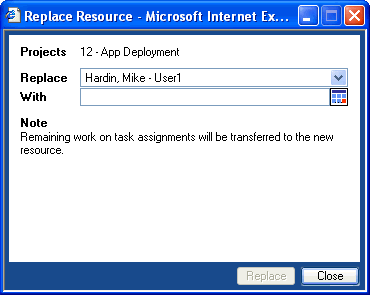 Replace Resource - Microsoft Internet Ex...
Projects 12 - App Deployment
Replace Hardin, Mike - User1
With
Note
Remaining work on task assignments will be transferred to the new
resource.
Replace Close